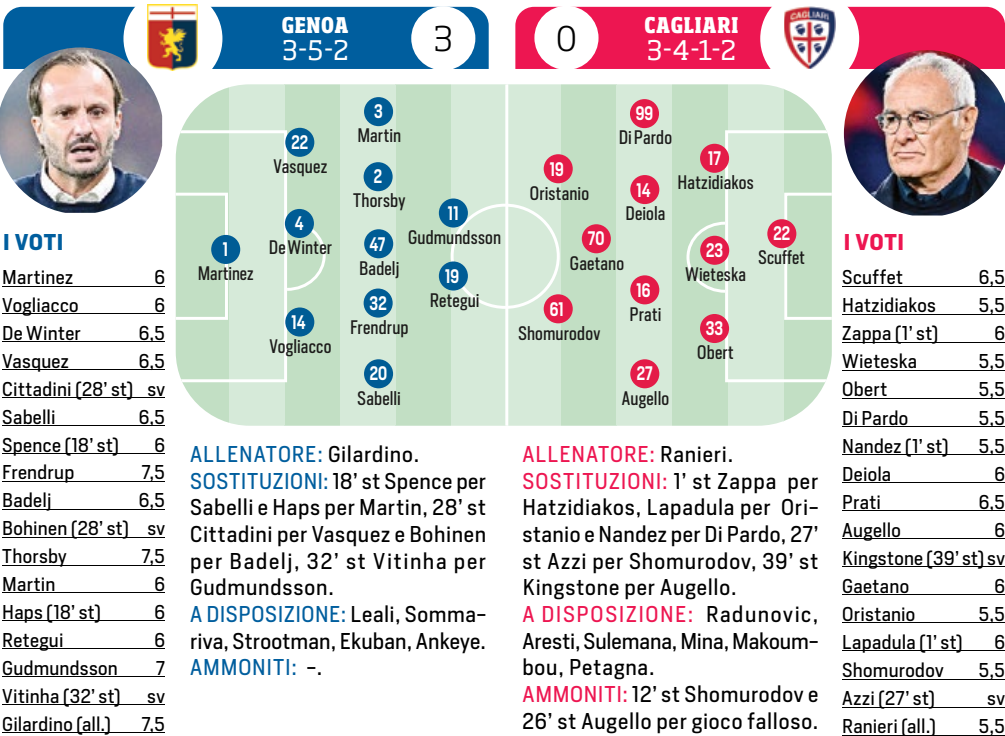 GENOA
3-5-2
3
0
CAGLIARI
3-4-1-2
CAGLIARI
I VOTI
Martinez 6
Vogliacco 6
De Winter 6,5
Vasquez 6,5
Cittadini (28’ st) sv
Sabelli 6,5
Spence (18’ st) 6
Frendrup 7,5
Badelj 6,5
Bohinen (28’ st) sv
Thorsby 7,5
Martin 6
Haps (18’ st) 6
Retegui 6
Gudmundsson 7
Vitinha (32’ st) sv
Gilardino (all.) 7,5
1
Martinez
22
Vasquez
4
De Winter
14
Vogliacco
3
Martin
2
Thorsby
47
Badelj
32
Frendrup
20
Sabelli
11
Gudmundsson
19
Retegui
19
Oristanio
61
Shomurodov
70
Gaetano
99
Di Pardo
14
Deiola
16
Prati
27
Augello
17
Hatzidiakos
23
Wieteska
33
Obert
22
Scuffet
ALLENATORE: Gilardino.
SOSTITUZIONI: 18’ st Spence per
Sabelli e Haps per Martin, 28’ st
Cittadini per Vasquez e Bohinen
per Badelj, 32’ st Vitinha per
Gudmundsson.
A DISPOSIZIONE: Leali, Somma-
riva, Strootman, Ekuban, Ankeye.
AMMONITI: -.
ALLENATORE: Ranieri.
SOSTITUZIONI: 1’ st Zappa per
Hatzidiakos, Lapadula per Ori-
stanio e Nandez per Di Pardo, 27’
st Azzi per Shomurodov, 39’ st
Kingstone per Augello.
A DISPOSIZIONE: Radunovic,
Aresti, Sulemana, Mina, Makoum-
bou, Petagna.
AMMONITI: 12’ st Shomurodov e
26’ st Augello per gioco falloso.
I VOTI
Scuffet 6,5
Hatzidiakos 5,5
Zappa (1’ st) 6
Wieteska 5,5
Obert 5,5
Di Pardo 5,5
Nandez (1’ st) 5,5
Deiola 6
Prati 6,5
Augello 6
Kingstone (39’ st) sv
Gaetano 6
Oristanio 5,5
Lapadula (1’ st) 6
Shomurodov 5,5
Azzi (27’ st) sv
Ranieri (all.) 5,5